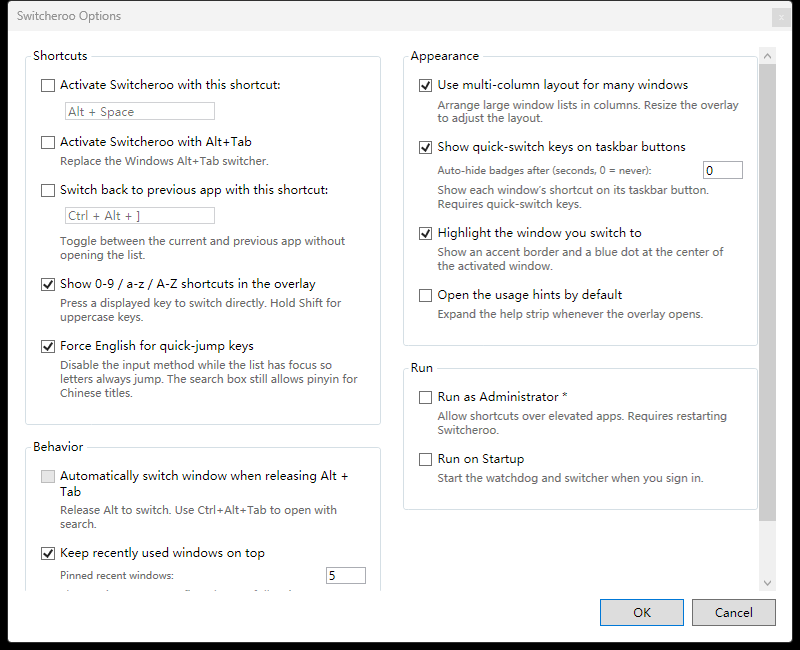 Switcheroo Options
Shortcuts
Activate Switcheroo with this shortcut:
Alt + Space
Activate Switcheroo with Alt+Tab
Replace the Windows Alt+Tab switcher.
Switch back to previous app with this shortcut:
Ctrl + Alt + ]
Toggle between the current and previous app without
opening the list.
Show 0-9 / a-z / A-Z shortcuts in the overlay
Press a displayed key to switch directly. Hold Shift for
uppercase keys.
Force English for quick-jump keys
Disable the input method while the list has focus so
letters always jump. The search box still allows pinyin for
Chinese titles.
Behavior
Automatically switch window when releasing Alt +
Tab
Release Alt to switch. Use Ctrl+Alt+Tab to open with
search.
Keep recently used windows on top
Pinned recent windows:
5
Appearance
Use multi-column layout for many windows
Arrange large window lists in columns. Resize the overlay
to adjust the layout.
Show quick-switch keys on taskbar buttons
Auto-hide badges after (seconds, 0 = never):
0
Show each window's shortcut on its taskbar button.
Requires quick-switch keys.
Highlight the window you switch to
Show an accent border and a blue dot at the center of
the activated window.
Open the usage hints by default
Expand the help strip whenever the overlay opens.
Run
Run as Administrator *
Allow shortcuts over elevated apps. Requires restarting
Switcheroo.
Run on Startup
Start the watchdog and switcher when you sign in.
OK
Cancel